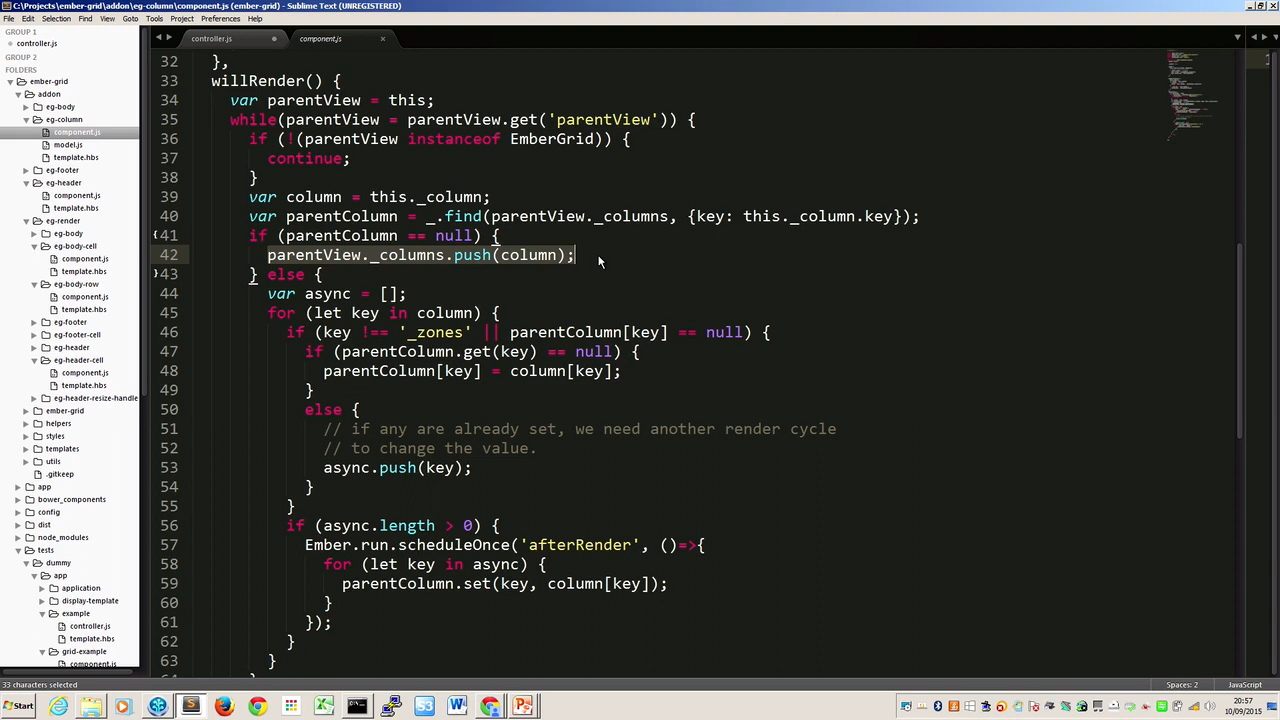 C:\Projects\ember-grid\addon\eg-column\component.js (ember-grid) - Sublime Text (UNREGISTERED)
File Edit Selection Find View Goto Tools Project Preferences Help
GROUP 1
controller.js
GROUP 2
component.js
FOLDERS
ember-grid
addon
eg-body
eg-column
component.js
model.js
template.hbs
eg-footer
eg-header
component.js
template.hbs
eg-render
eg-body
eg-body-cell
component.js
template.hbs
eg-body-row
component.js
template.hbs
eg-footer
eg-footer-cell
eg-header
eg-header-cell
component.js
template.hbs
eg-header-resize-handle
ember-grid
helpers
styles
templates
utils
.gitkeep
app
bower_components
config
dist
node_modules
tests
dummy
app
application
display-template
example
controller.js
template.hbs
grid-example
component.js
controller.js component.js
32 },
33 willRender() {
34 var parentView = this;
35 while(parentView = parentView.get('parentView')) {
36 if (!(parentView instanceof EmberGrid)) {
37 continue;
38 }
39 var column = this._column;
40 var parentColumn = _.find(parentView._columns, {key: this._column.key});
41 if (parentColumn == null) {
42 parentView._columns.push(column);
43 } else {
44 var async = [];
45 for (let key in column) {
46 if (key !== '_zones' || parentColumn[key] == null) {
47 if (parentColumn.get(key) == null) {
48 parentColumn[key] = column[key];
49 }
50 else {
51 // if any are already set, we need another render cycle
52 // to change the value.
53 async.push(key);
54 }
55 }
56 if (async.length > 0) {
57 Ember.run.scheduleOnce('afterRender', ()=>{
58 for (let key in async) {
59 parentColumn.set(key, column[key]);
60 }
61 });
62 }
63 }
1
33 characters selected
Spaces: 2 JavaScript
Start
20:57
10/09/2015